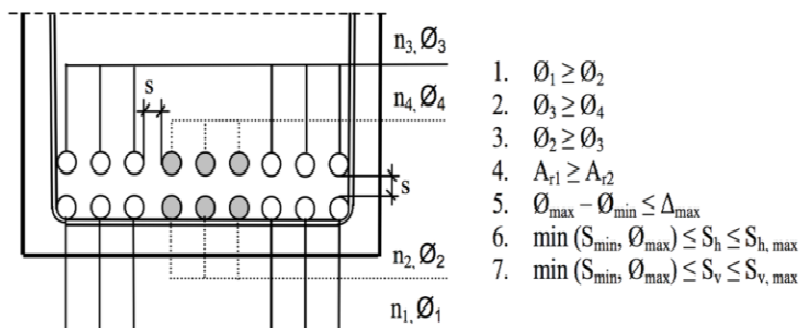 n₃, Ø₃
s
n₄, Ø₄
s
n₂, Ø₂
n₁, Ø₁
1. Ø₁ ≥ Ø₂
2. Ø₃ ≥ Ø₄
3. Ø₂ ≥ Ø₃
4. Aᵣ₁ ≥ Aᵣ₂
5. Ømax – Ømin ≤ Δmax
6. min (Smin, Ømax) ≤ Sh ≤ Sh, max
7. min (Smin, Ømax) ≤ Sv ≤ Sv, max